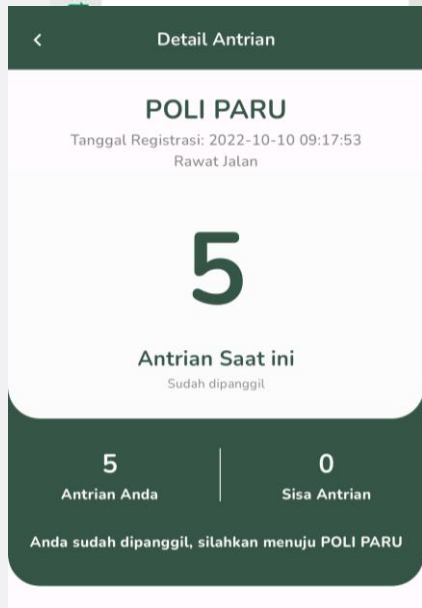 Detail Antrian
POLI PARU
Tanggal Registrasi: 2022-10-10 09:17:53
Rawat Jalan
5
Antrian Saat ini
Sudah dipanggil
5
Antrian Anda
0
Sisa Antrian
Anda sudah dipanggil, silahkan menuju POLI PARU